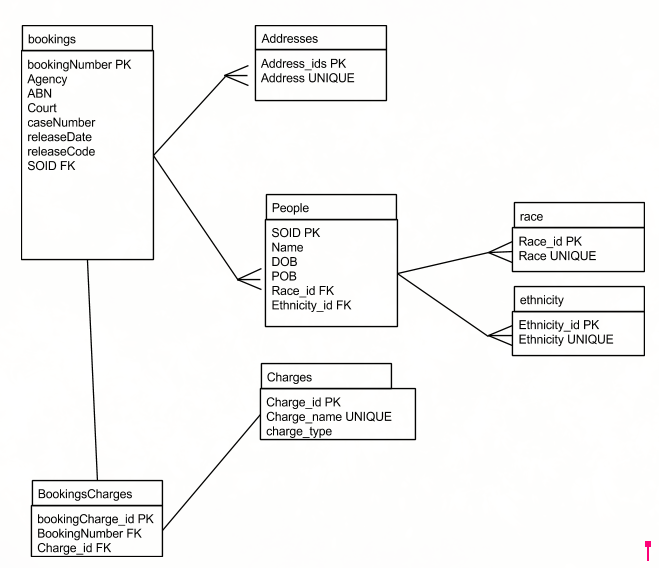 bookings
bookingNumber PK
Agency
ABN
Court
caseNumber
releaseDate
releaseCode
SOID FK
Addresses
Address_ids PK
Address UNIQUE
People
SOID PK
Name
DOB
POB
Race_id FK
Ethnicity_id FK
race
Race_id PK
Race UNIQUE
ethnicity
Ethnicity_id PK
Ethnicity UNIQUE
Charges
Charge_id PK
Charge_name UNIQUE
charge_type
BookingsCharges
bookingCharge_id PK
BookingNumber FK
Charge_id FK